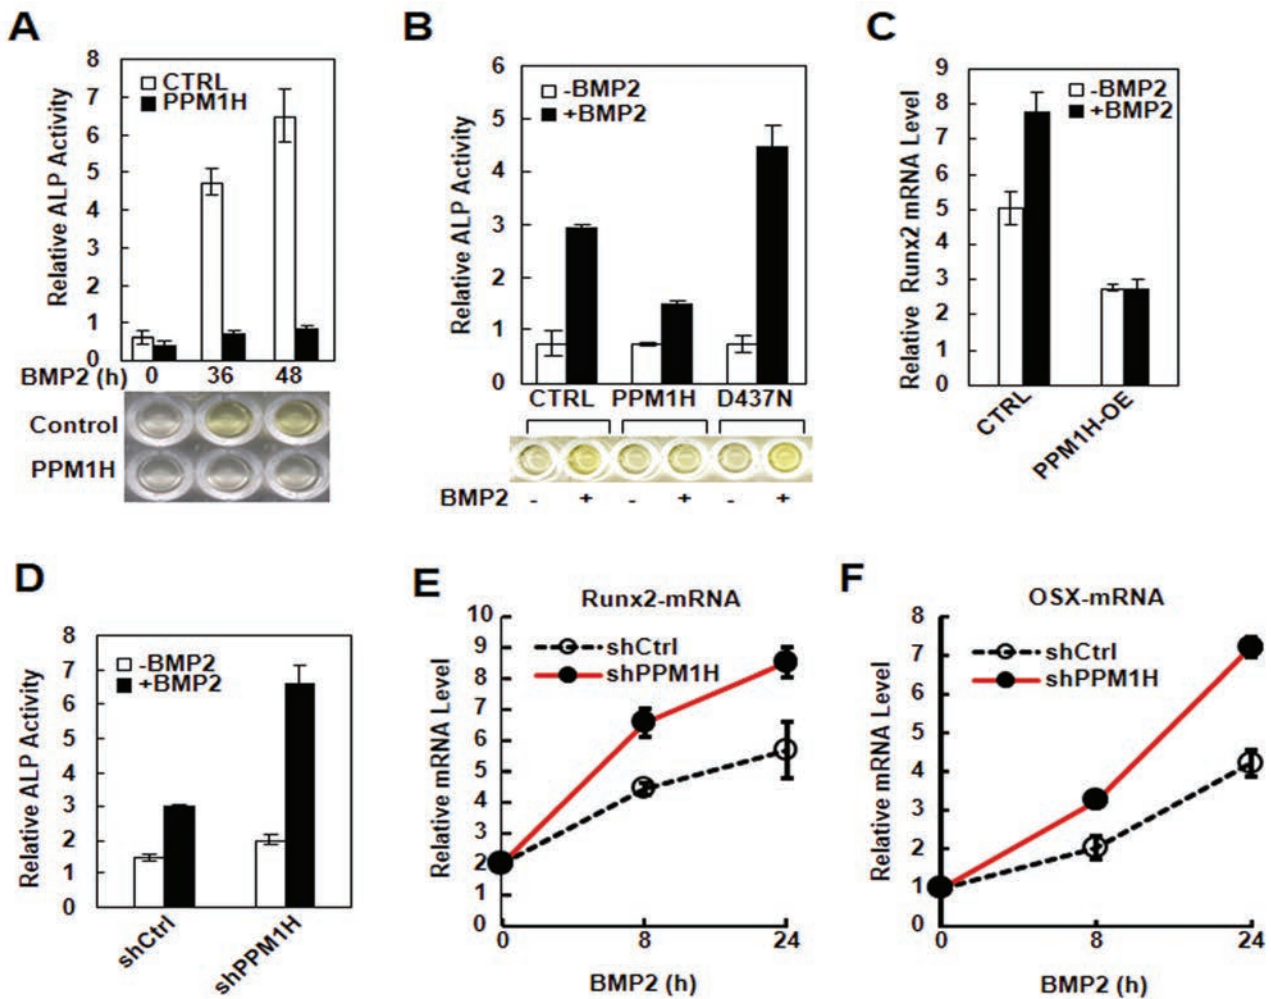 A
Relative ALP Activity
8
7
6
5
4
3
2
1
0
CTRL
PPM1H
BMP2 (h) 0 36 48
Control
PPM1H
B
Relative ALP Activity
6
5
4
3
2
1
0
-BMP2
+BMP2
CTRL PPM1H D437N
BMP2 - + - + - +
C
Relative Runx2 mRNA Level
9
8
7
6
5
4
3
2
1
0
-BMP2
+BMP2
CTRL
PPM1H-OE
D
Relative ALP Activity
8
7
6
5
4
3
2
1
0
-BMP2
+BMP2
shCtrl
shPPM1H
E
Runx2-mRNA
Relative mRNA Level
10
9
8
7
6
5
4
3
2
1
0
shCtrl
shPPM1H
0 8 24
BMP2 (h)
F
OSX-mRNA
Relative mRNA Level
8
7
6
5
4
3
2
1
0
shCtrl
shPPM1H
0 8 24
BMP2 (h)